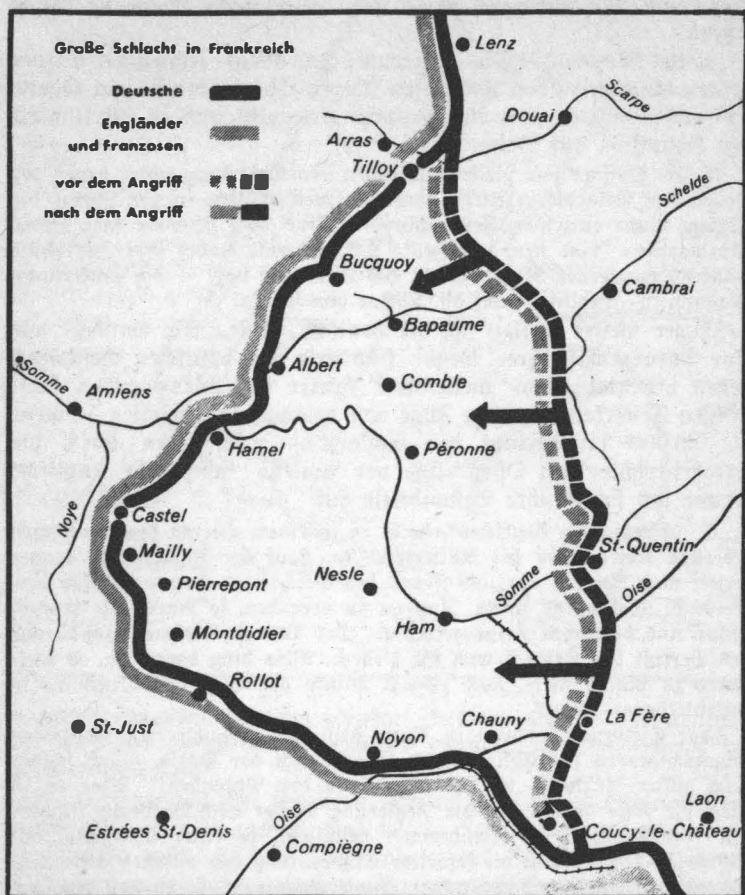 Große Schlacht in Frankreich
Deutsche
Engländer
und franzosen
vor dem Angriff
nach dem Angriff
Lenz
Scarpe
Douai
Arras
Tilloy
Schelde
Bucquoy
Cambrai
Bapaume
Albert
Somme
Amiens
Comble
Hamel
Péronne
Noye
Castel
Mailly
St-Quentin
Pierrepont
Nesle
Somme
Oise
Ham
Montdidier
Rollot
St-Just
Chauny
La Fère
Noyon
Laon
Estrées St-Denis
Oise
Coucy-le-Château
Compiègne